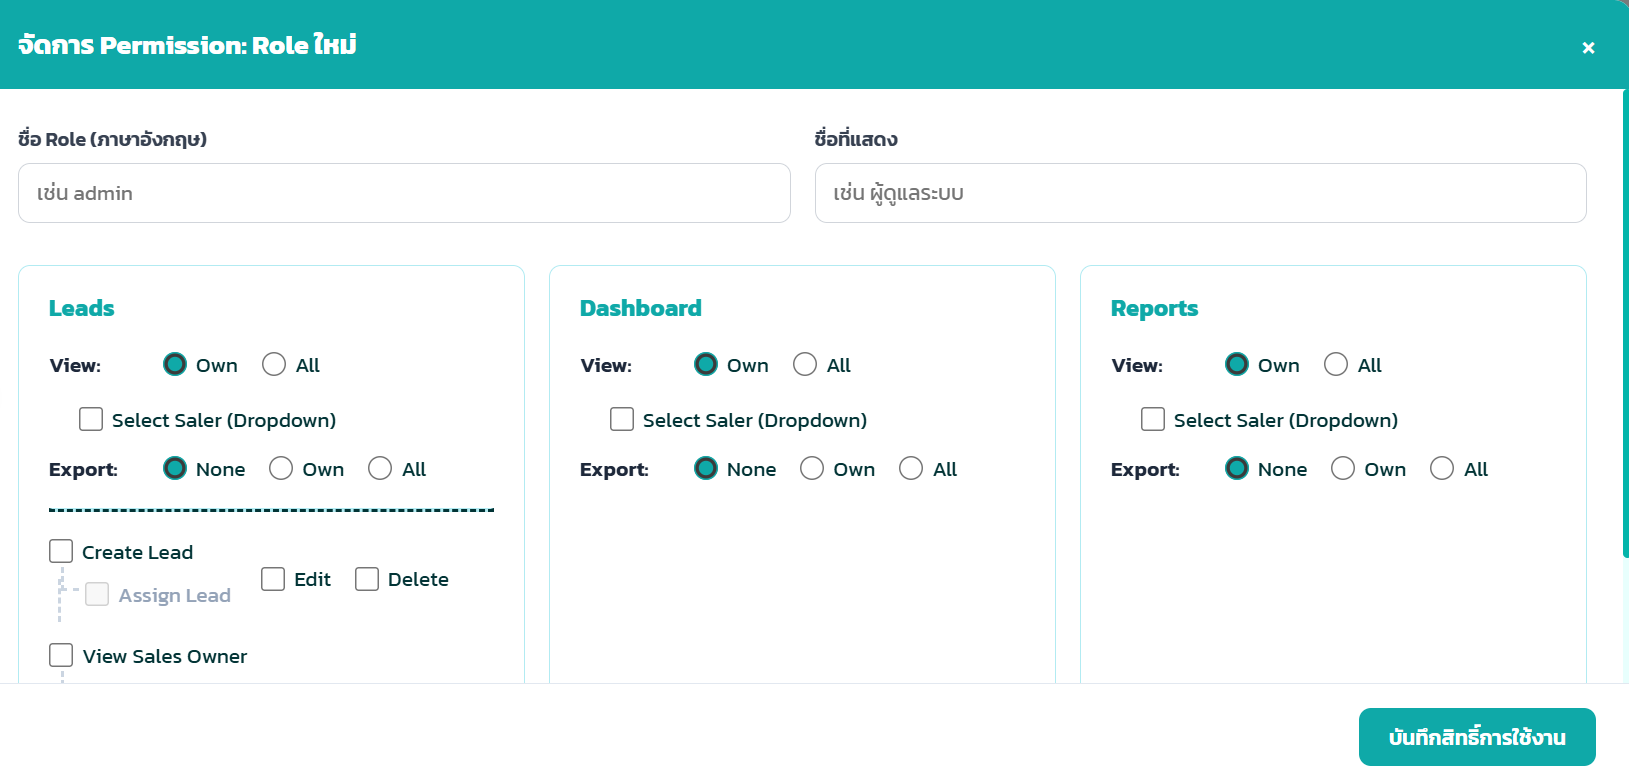 จัดการ Permission: Role ใหม่
×
ชื่อ Role (ภาษาอังกฤษ)
เช่น admin
ชื่อที่แสดง
เช่น ผู้ดูแลระบบ
Leads
View: Own All
Select Saler (Dropdown)
Export: None Own All
Create Lead
Assign Lead
Edit Delete
View Sales Owner
Dashboard
View: Own All
Select Saler (Dropdown)
Export: None Own All
Reports
View: Own All
Select Saler (Dropdown)
Export: None Own All
บันทึกสิทธิ์การใช้งาน